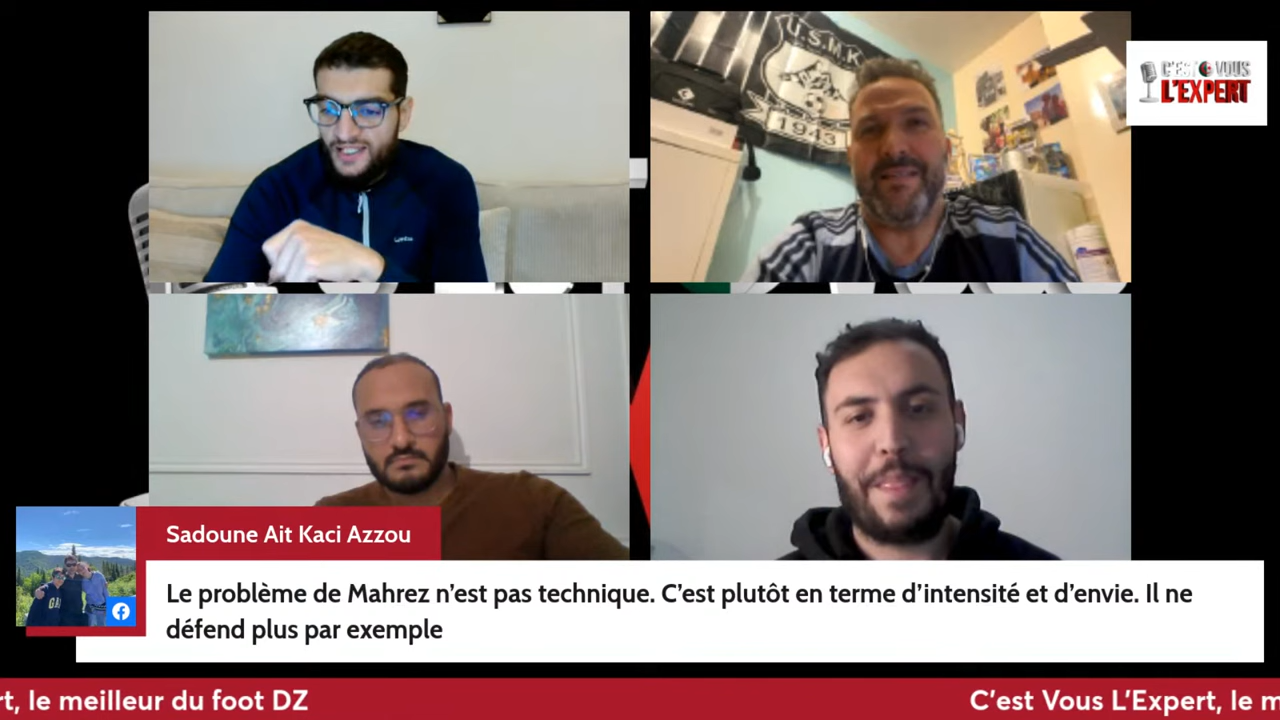 U.S.M.K
1943
C'EST VOUS
L'EXPERT
Sadoune Ait Kaci Azzou
Le problème de Mahrez n'est pas technique. C'est plutôt en terme d'intensité et d'envie. Il ne
défend plus par exemple
rt, le meilleur du foot DZ
C'est Vous L'Expert, le m